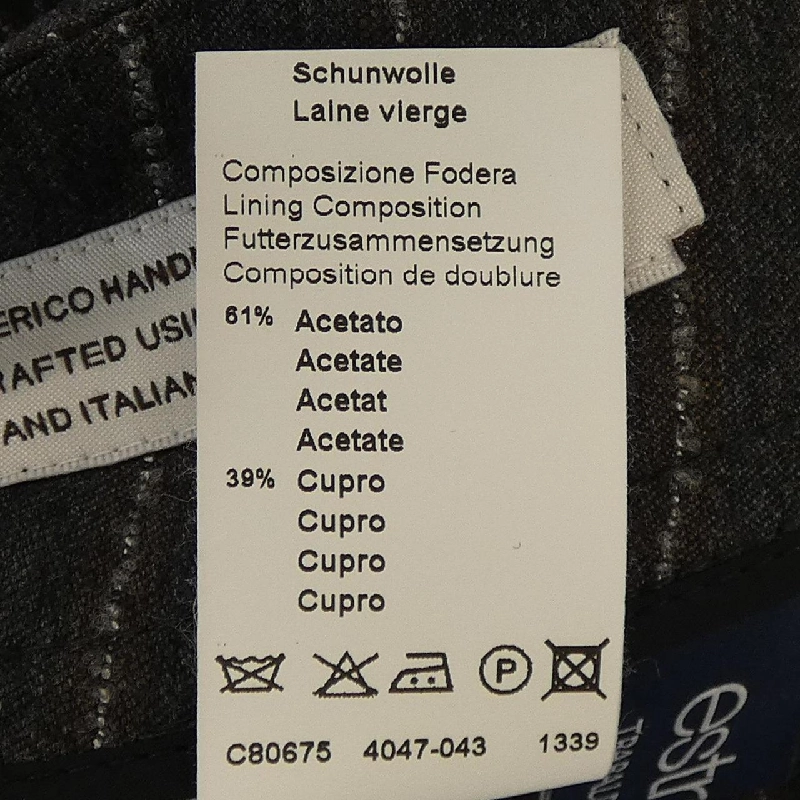 Schunwolle
Laine vierge
Composizione Fodera
Lining Composition
Futterzusammensetzung
Composition de doublure
61% Acetato
Acetate
Acetat
Acetate
39% Cupro
Cupro
Cupro
Cupro
P
C80675 4047-043 1339
ERICO HAND
RAFTED USI
AND ITALIAN
estr